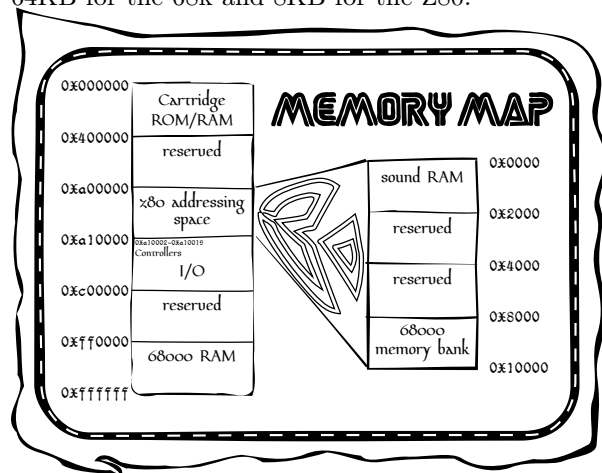 64KB for the 68k and 8KB for the Z80.
MEMORY MAP
0x000000
Cartridge
ROM/RAM
0x400000
reserved
0xa00000
z80 addressing
space
0xa10000
0xa10002-0xa10019
Controllers
I/O
0xc00000
reserved
0xff0000
68000 RAM
0xffffff
0x0000
sound RAM
0x2000
reserved
0x4000
reserved
0x8000
68000
memory bank
0x10000